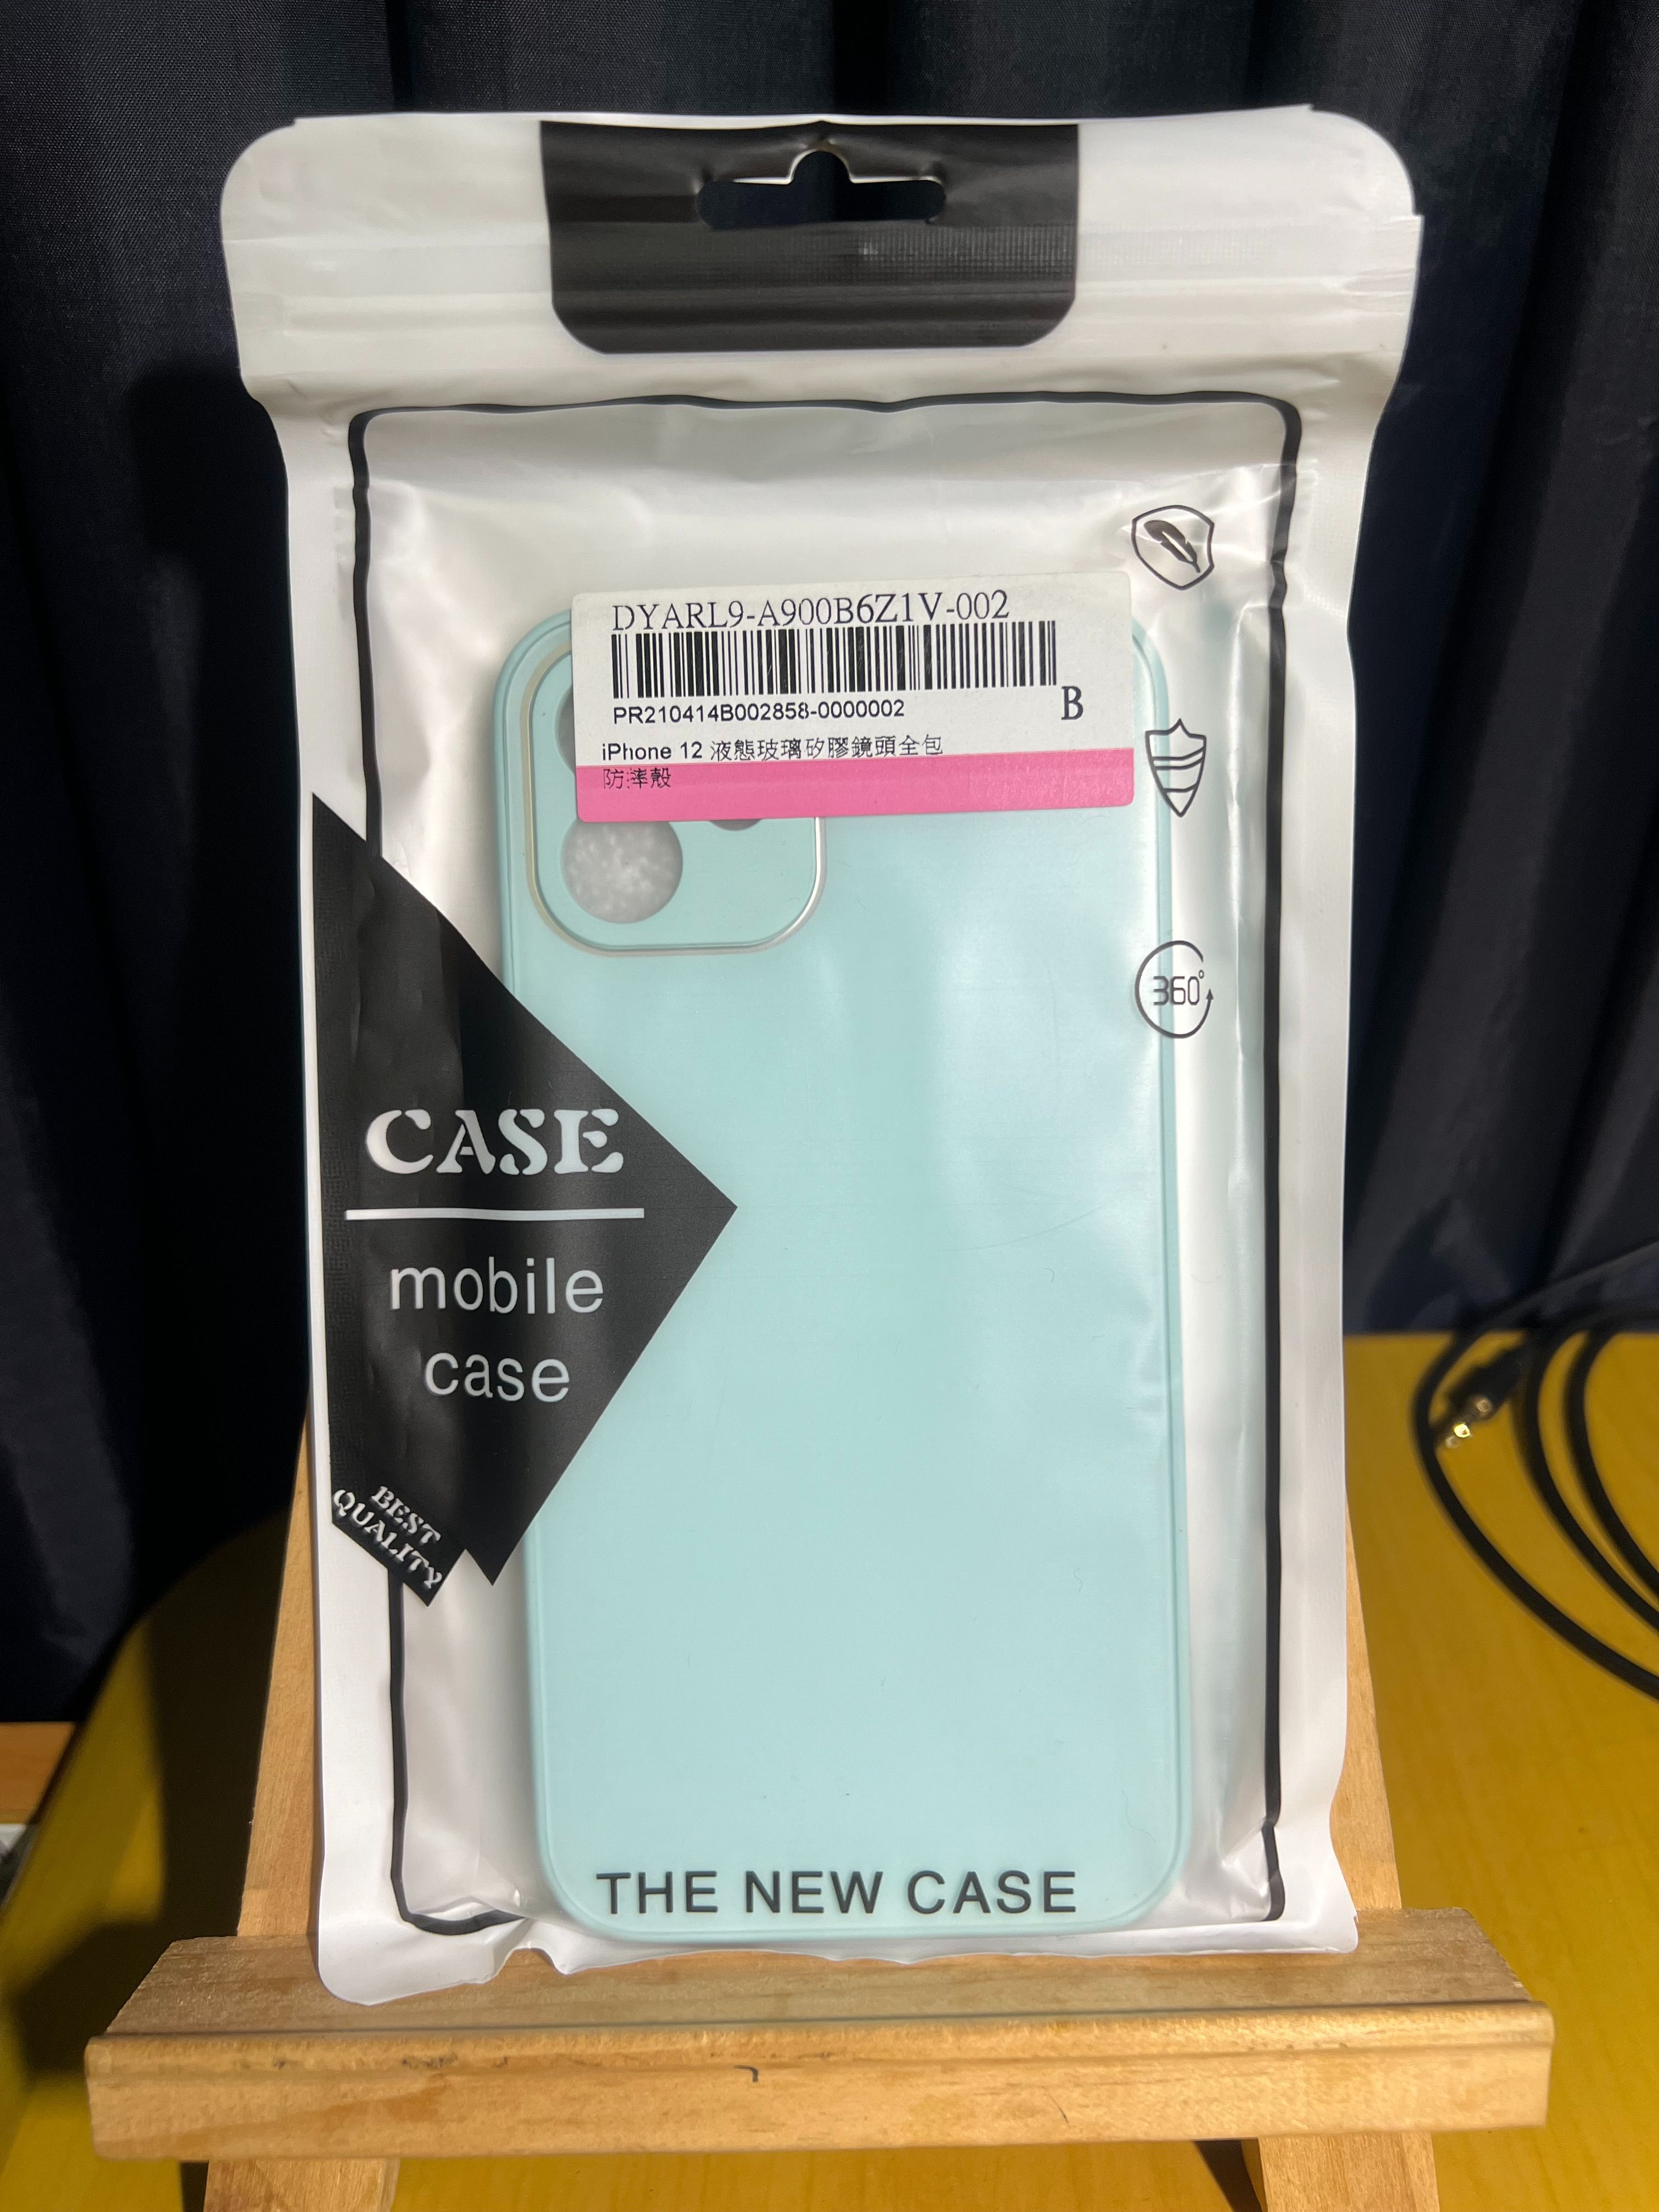 DYARL9-A900B6Z1V-002
PR210414B002858-0000002
B
iPhone 12 液態玻璃矽膠鏡頭全包
防摔殼
360°
CASE
mobile
case
BEST
QUALITY
THE NEW CASE